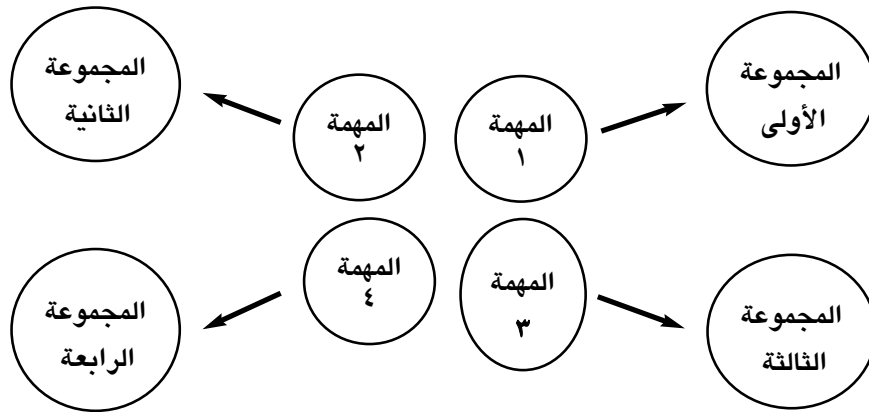 المجموعة
الأولى
المهمة
١
المهمة
٢
المجموعة
الثانية
المجموعة
الثالثة
المهمة
٣
المهمة
٤
المجموعة
الرابعة